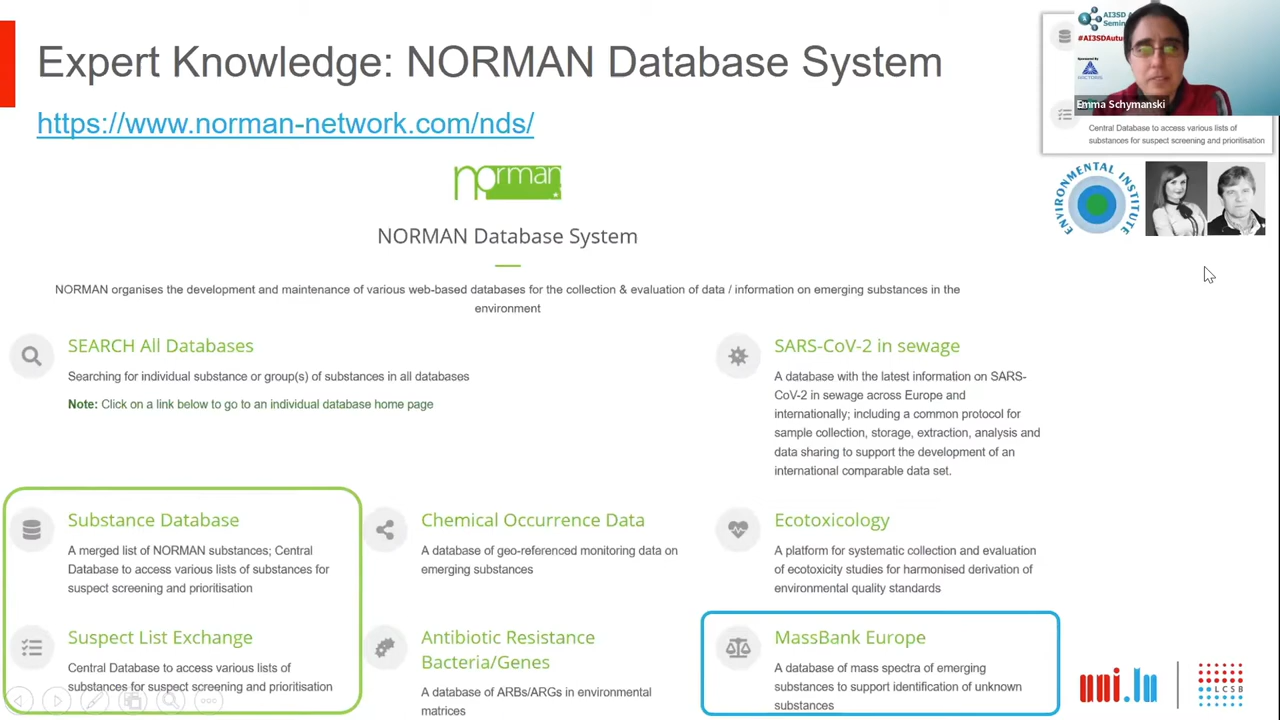 Expert Knowledge: NORMAN Database System
https://www.norman-network.com/nds/
norman
NORMAN Database System
NORMAN organises the development and maintenance of various web-based databases for the collection & evaluation of data / information on emerging substances in the
environment
SEARCH All Databases
Searching for individual substance or group(s) of substances in all databases
Note: Click on a link below to go to an individual database home page
SARS-CoV-2 in sewage
A database with the latest information on SARS-
CoV-2 in sewage across Europe and
internationally; including a common protocol for
sample collection, storage, extraction, analysis and
data sharing to support the development of an
international comparable data set.
Substance Database
A merged list of NORMAN substances; Central
Database to access various lists of substances for
suspect screening and prioritisation
Chemical Occurrence Data
A database of geo-referenced monitoring data on
emerging substances
Ecotoxicology
A platform for systematic collection and evaluation
of ecotoxicity studies for harmonised derivation of
environmental quality standards
Suspect List Exchange
Central Database to access various lists of
substances for suspect screening and prioritisation
Antibiotic Resistance
Bacteria/Genes
A database of ARBs/ARGs in environmental
matrices
MassBank Europe
A database of mass spectra of emerging
substances to support identification of unknown
substances
AI3SD
#AI3SDAutu
Emma Schymanski
Central Database to access various lists of
substances for suspect screening and prioritisation
ENVIRONMENTAL INSTITUTE
uni.lu
LCSB